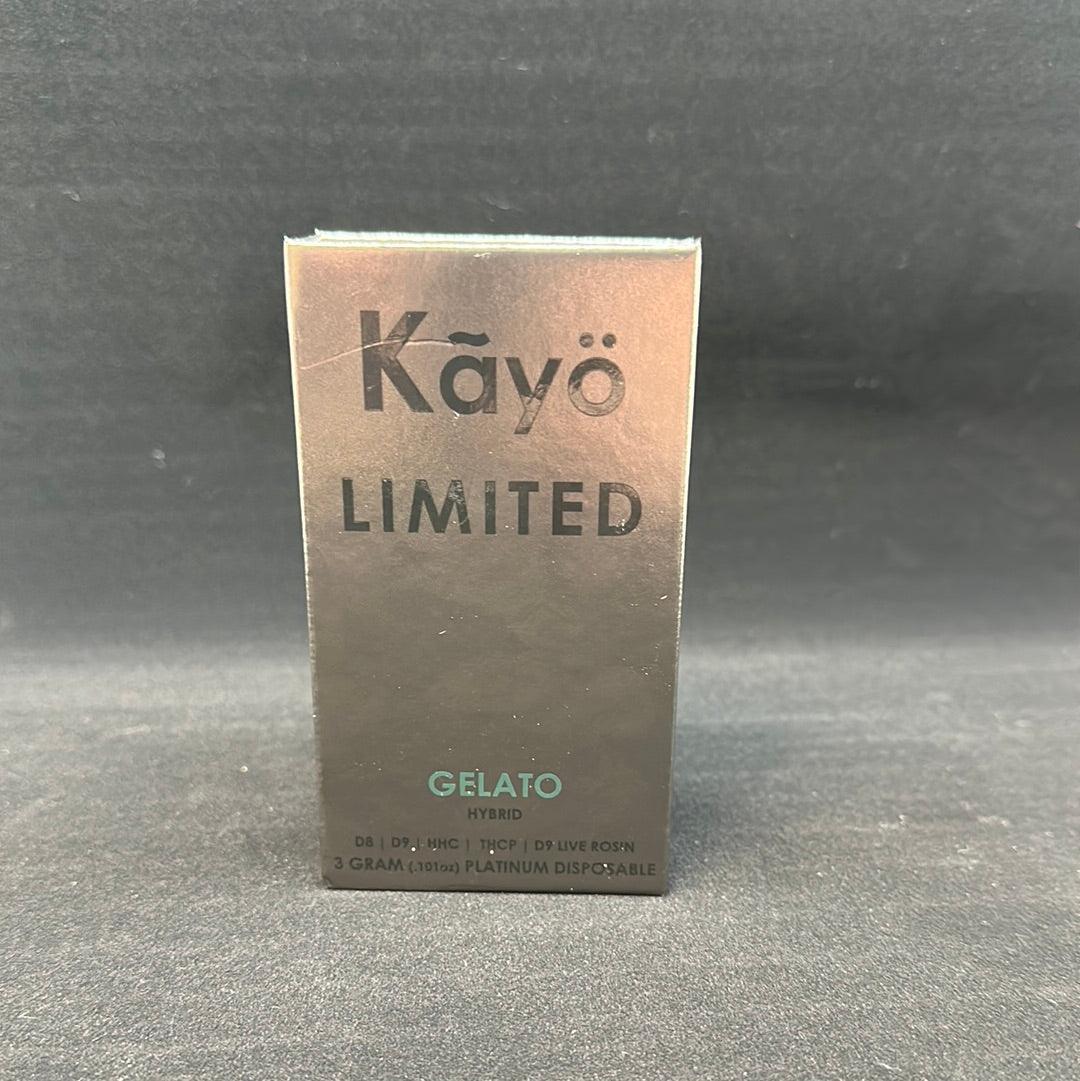 Kãyö
LIMITED
GELATO
HYBRID
D8 | D9 | HHC | THCP | D9 LIVE ROSIN
3 GRAM (.101oz) PLATINUM DISPOSABLE